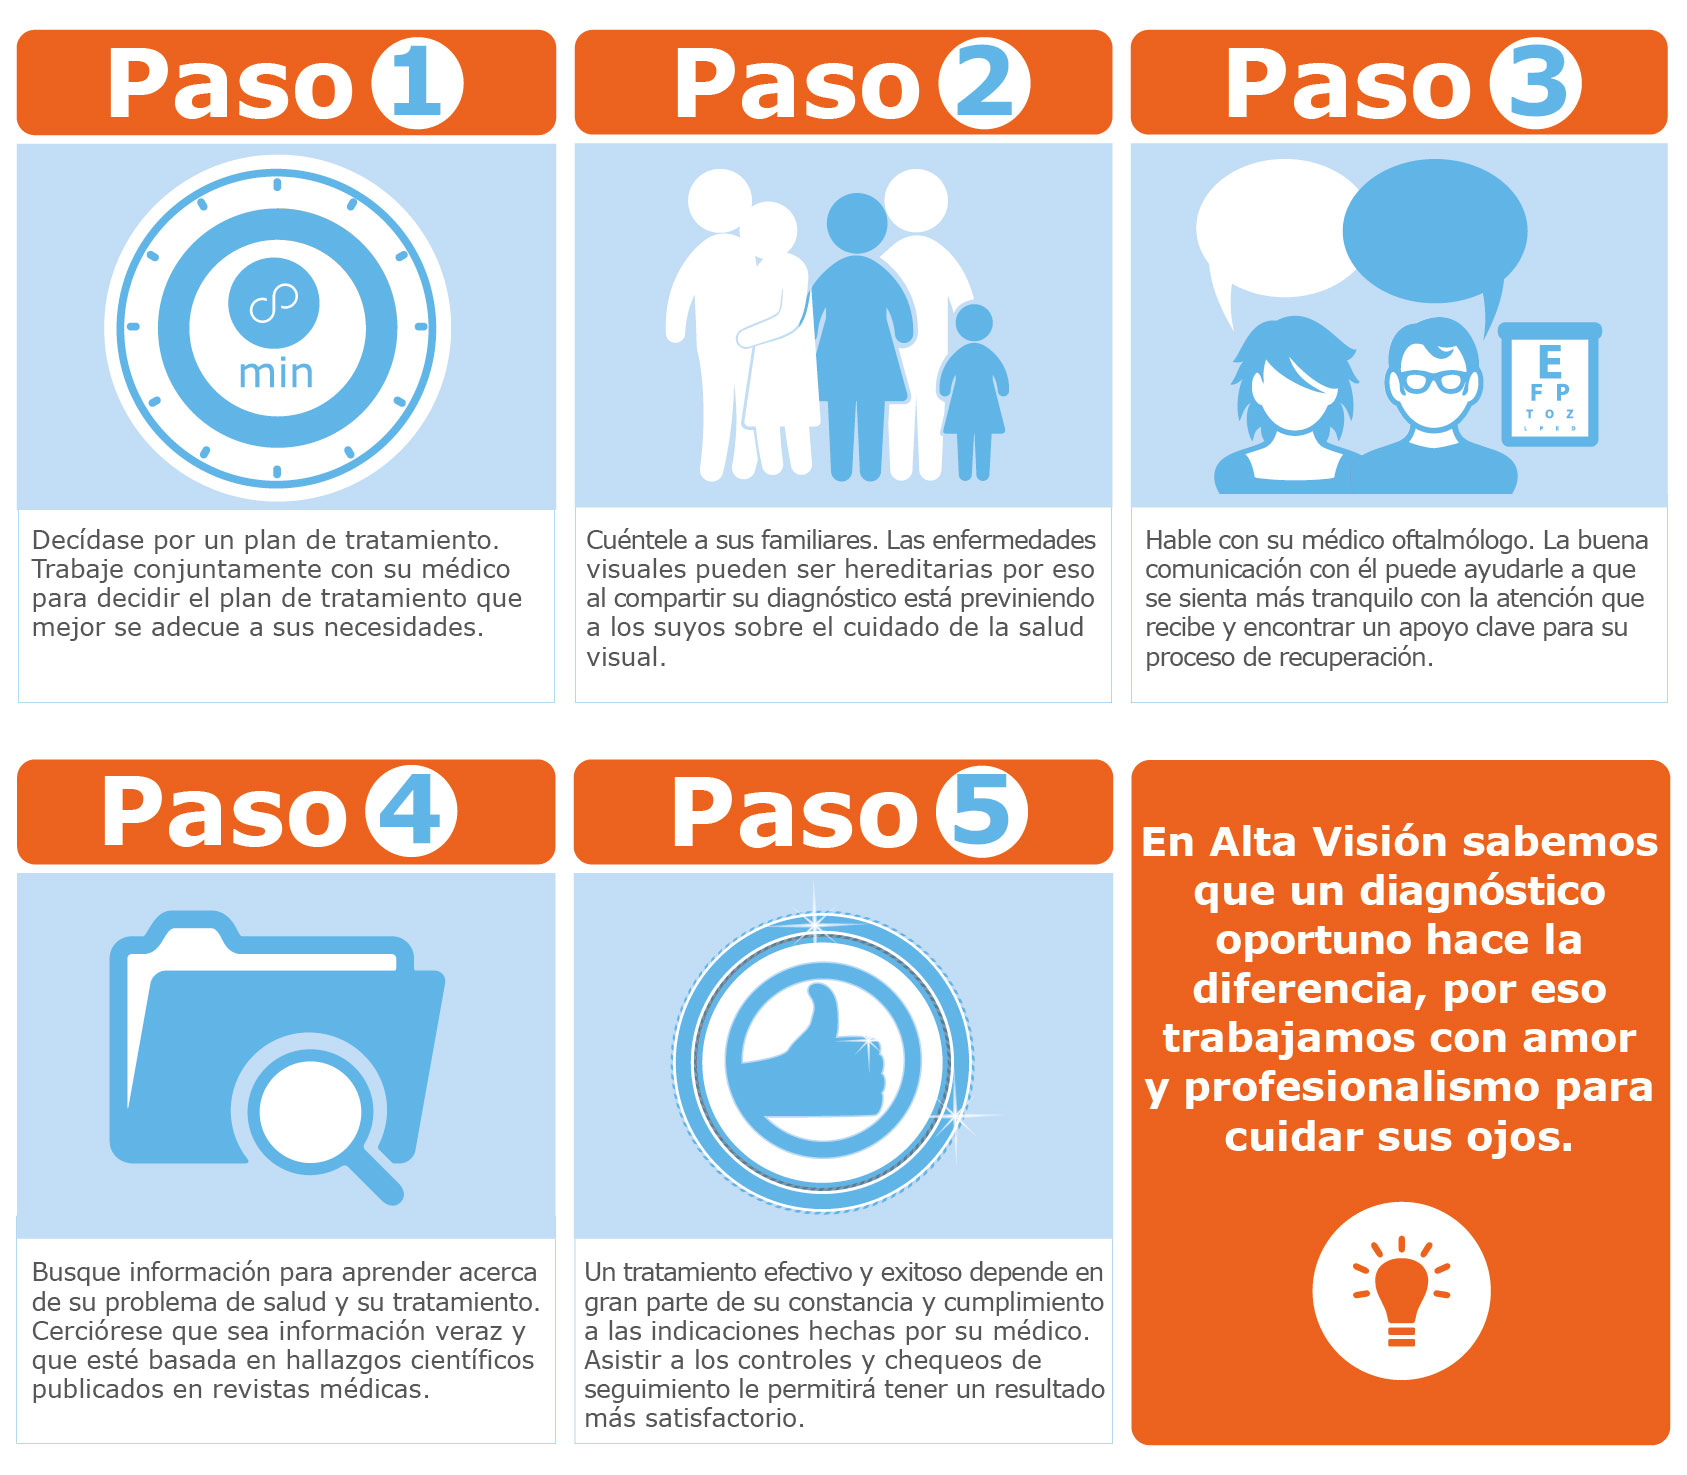 Paso 1
Decídase por un plan de tratamiento.
Trabaje conjuntamente con su médico
para decidir el plan de tratamiento que
mejor se adecue a sus necesidades.
min
Paso 2
Cuéntele a sus familiares. Las enfermedades
visuales pueden ser hereditarias por eso
al compartir su diagnóstico está previniendo
a los suyos sobre el cuidado de la salud
visual.
Paso 3
E
F P
T O Z
L P E D
Hable con su médico oftalmólogo. La buena
comunicación con él puede ayudarle a que
se sienta más tranquilo con la atención que
recibe y encontrar un apoyo clave para su
proceso de recuperación.
Paso 4
Busque información para aprender acerca
de su problema de salud y su tratamiento.
Cerciórese que sea información veraz y
que esté basada en hallazgos científicos
publicados en revistas médicas.
Paso 5
Un tratamiento efectivo y exitoso depende en
gran parte de su constancia y cumplimiento
a las indicaciones hechas por su médico.
Asistir a los controles y chequeos de
seguimiento le permitirá tener un resultado
más satisfactorio.
En Alta Visión sabemos
que un diagnóstico
oportuno hace la
diferencia, por eso
trabajamos con amor
y profesionalismo para
cuidar sus ojos.